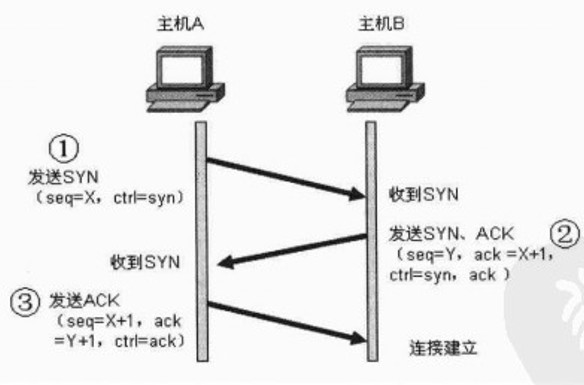 主机A
主机B
①
发送SYN
(seq=X, ctrl=syn)
收到SYN
发送SYN、ACK ②
(seq=Y, ack =X+1,
ctrl=syn, ack )
收到SYN
③ 发送ACK
(seq=X+1, ack
=Y+1, ctrl=ack)
连接建立